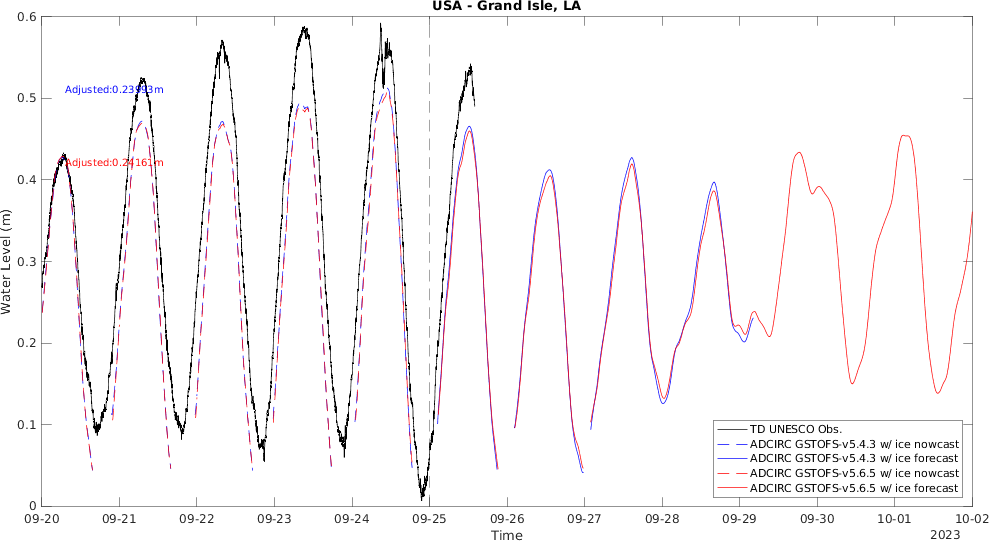 USA - Grand Isle, LA
0.6
0.5
0.4
0.3
0.2
0.1
0
Water Level (m)
Adjusted:0.23993m
Adjusted:0.24161m
TD UNESCO Obs.
ADCIRC GSTOFS-v5.4.3 w/ ice nowcast
ADCIRC GSTOFS-v5.4.3 w/ ice forecast
ADCIRC GSTOFS-v5.6.5 w/ ice nowcast
ADCIRC GSTOFS-v5.6.5 w/ ice forecast
09-20 09-21 09-22 09-23 09-24 09-25 09-26 09-27 09-28 09-29 09-30 10-01 10-02
Time
2023